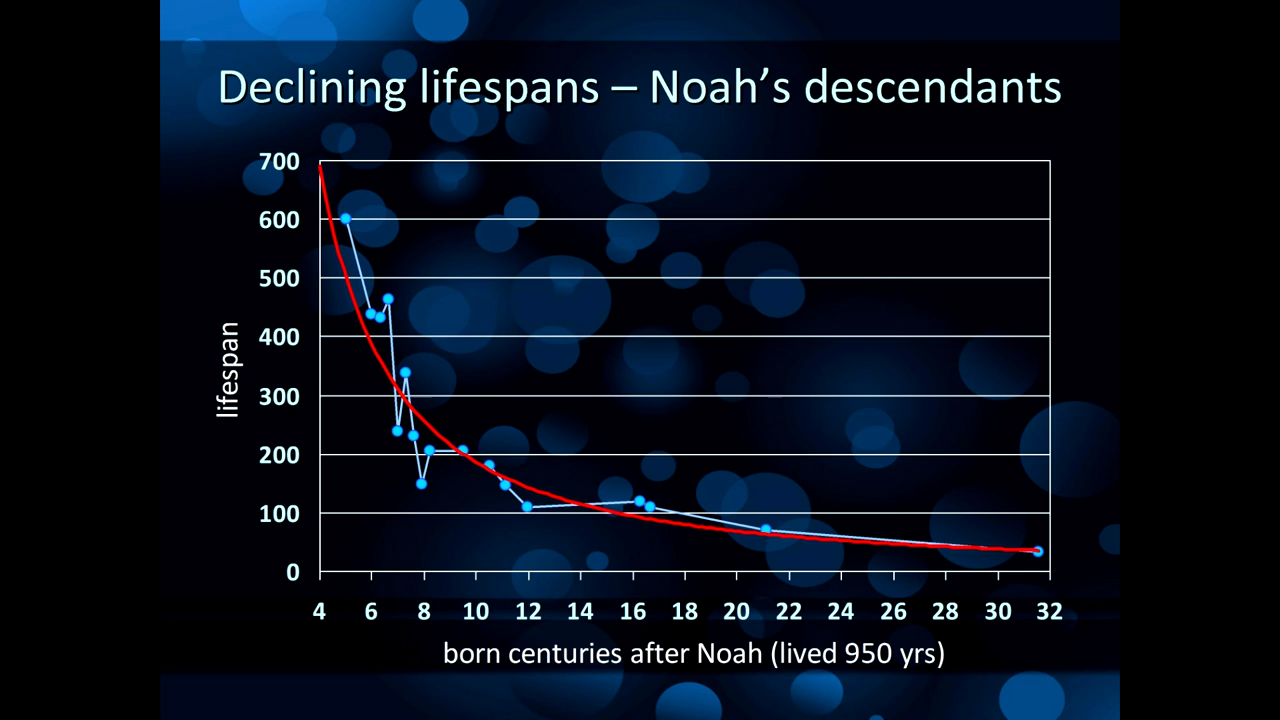 Declining lifespans – Noah’s descendants
700
600
500
400
300
200
100
0
lifespan
4 6 8 10 12 14 16 18 20 22 24 26 28 30 32
born centuries after Noah (lived 950 yrs)